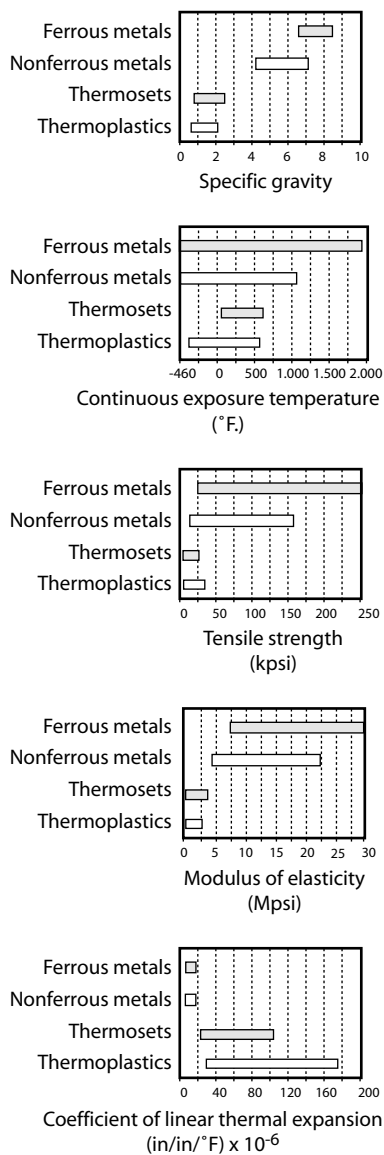 Ferrous metals
Nonferrous metals
Thermosets
Thermoplastics
0 2 4 6 8 10
Specific gravity
Ferrous metals
Nonferrous metals
Thermosets
Thermoplastics
-460 0 500 1.000 1.500 2.000
Continuous exposure temperature
(˚F.)
Ferrous metals
Nonferrous metals
Thermosets
Thermoplastics
0 50 100 150 200 250
Tensile strength
(kpsi)
Ferrous metals
Nonferrous metals
Thermosets
Thermoplastics
0 5 10 15 20 25 30
Modulus of elasticity
(Mpsi)
Ferrous metals
Nonferrous metals
Thermosets
Thermoplastics
0 40 80 120 160 200
Coefficient of linear thermal expansion
(in/in/˚F) x 10-6